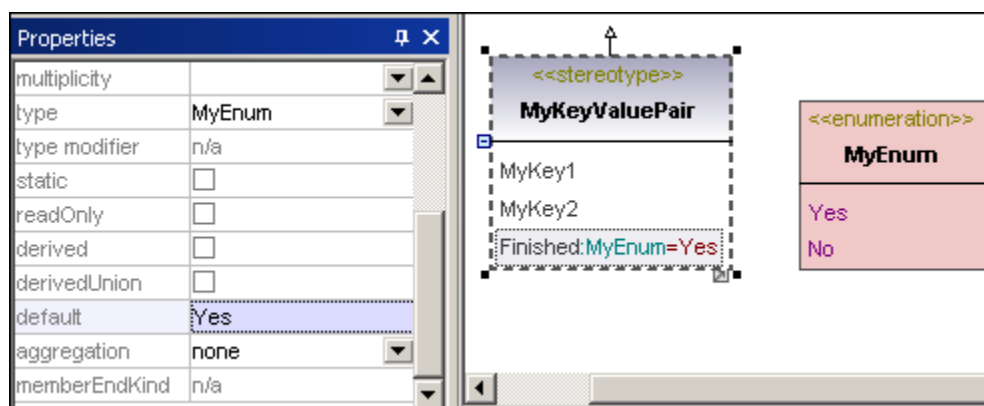 Properties
multiplicity
type MyEnum
type modifier n/a
static
readOnly
derived
derivedUnion
default Yes
aggregation none
memberEndKind n/a
<<stereotype>>
MyKeyValuePair
MyKey1
MyKey2
Finished:MyEnum=Yes
<<enumeration>>
MyEnum
Yes
No